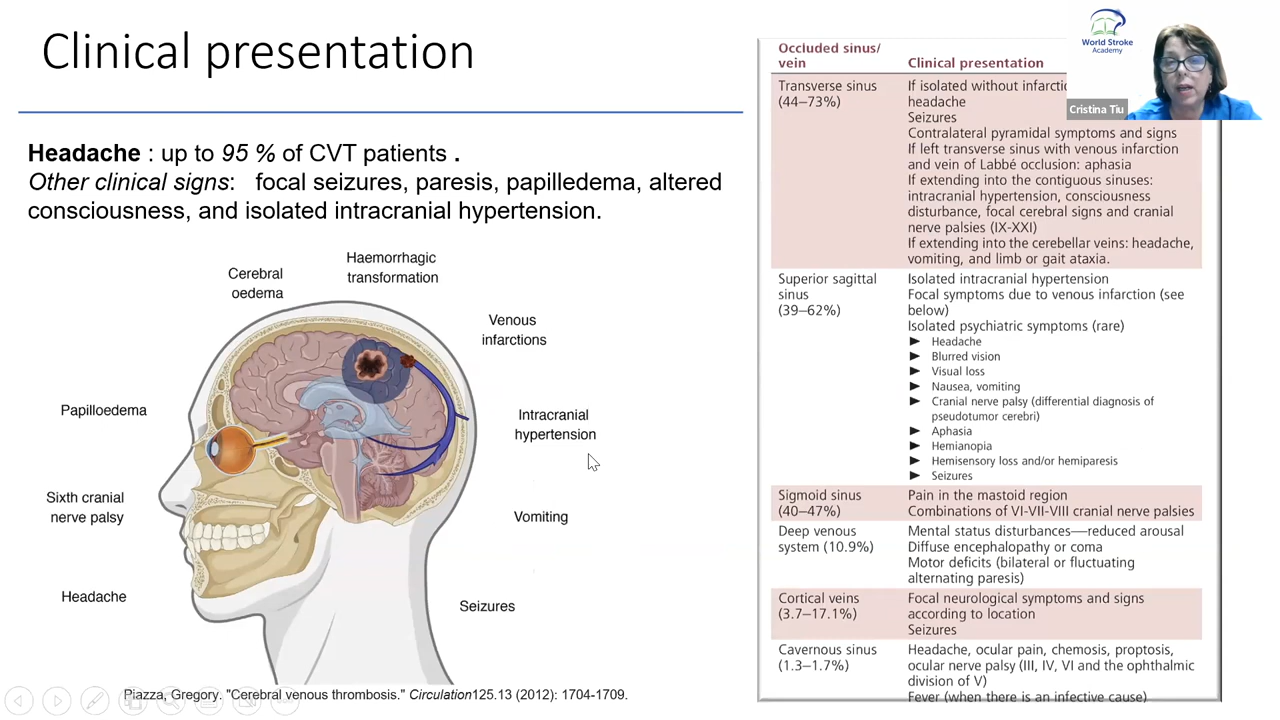 Clinical presentation
Headache : up to 95 % of CVT patients .
Other clinical signs: focal seizures, paresis, papilledema, altered
consciousness, and isolated intracranial hypertension.
Haemorrhagic
transformation
Cerebral
oedema
Venous
infarctions
Papilloedema
Intracranial
hypertension
Sixth cranial
nerve palsy
Vomiting
Headache
Seizures
Piazza, Gregory. "Cerebral venous thrombosis." Circulation125.13 (2012): 1704-1709.
Occluded sinus/
vein
Clinical presentation
Transverse sinus
(44–73%)
If isolated without
headache
Seizures
Contralateral pyramidal symptoms and signs
If left transverse sinus with venous infarction
and vein of Labbé occlusion: aphasia
If extending into the contiguous sinuses:
intracranial hypertension, consciousness
disturbance, focal cerebral signs and cranial
nerve palsies (IX-XXI)
If extending into the cerebellar veins: headache,
vomiting, and limb or gait ataxia.
Superior sagittal
sinus
(39–62%)
Isolated intracranial hypertension
Focal symptoms due to venous infarction (see
below)
Isolated psychiatric symptoms (rare)
► Headache
► Blurred vision
► Visual loss
► Nausea, vomiting
► Cranial nerve palsy (differential diagnosis of
pseudotumor cerebri)
► Aphasia
► Hemianopia
► Hemisensory loss and/or hemiparesis
► Seizures
Sigmoid sinus
(40–47%)
Pain in the mastoid region
Combinations of VI-VII-VIII cranial nerve palsies
Deep venous
system (10.9%)
Mental status disturbances—reduced arousal
Diffuse encephalopathy or coma
Motor deficits (bilateral or fluctuating
alternating paresis)
Cortical veins
(3.7–17.1%)
Focal neurological symptoms and signs
according to location
Seizures
Cavernous sinus
(1.3–1.7%)
Headache, ocular pain, chemosis, proptosis,
ocular nerve palsy (III, IV, VI and the ophthalmic
division of V)
Fever (when there is an infective cause)
World Stroke
Academy
Cristina Tiu